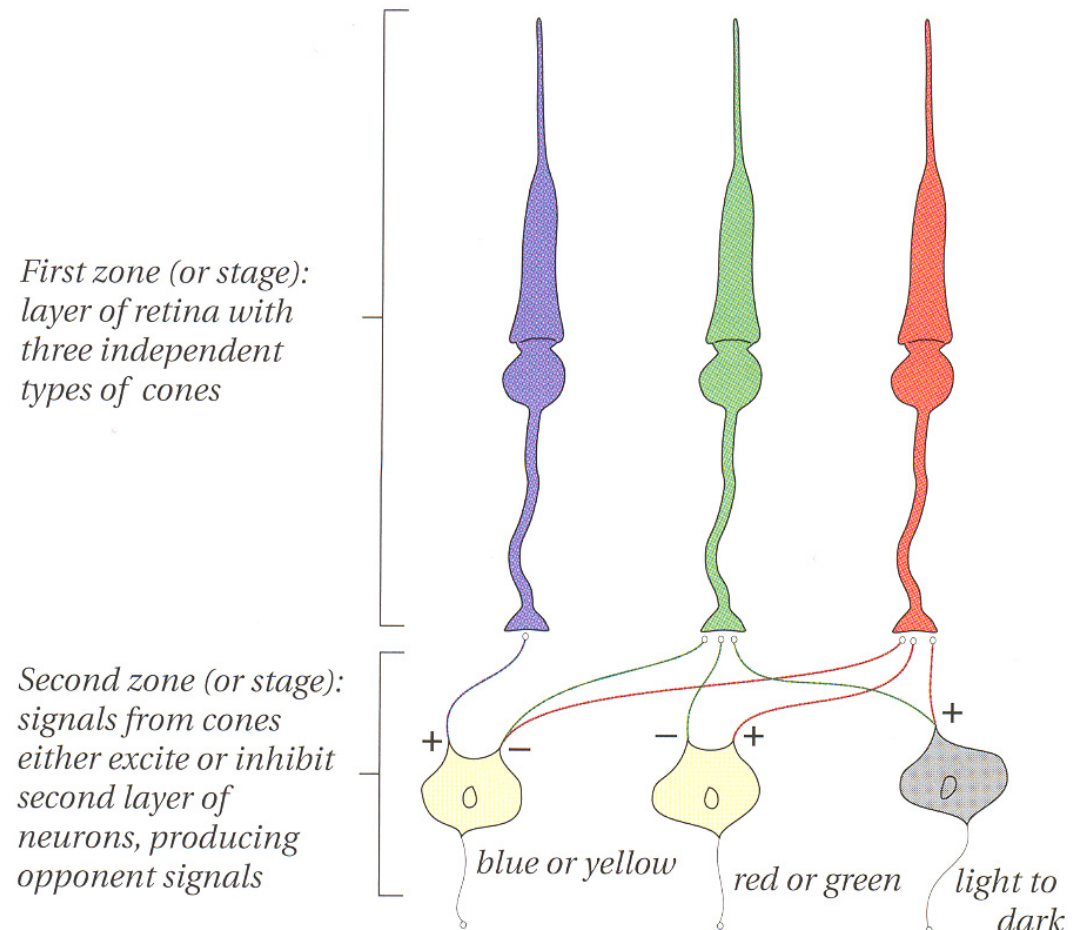 First zone (or stage):
layer of retina with
three independent
types of cones
Second zone (or stage):
signals from cones
either excite or inhibit
second layer of
neurons, producing
opponent signals
+ − − + +
blue or yellow
red or green
light to
dark